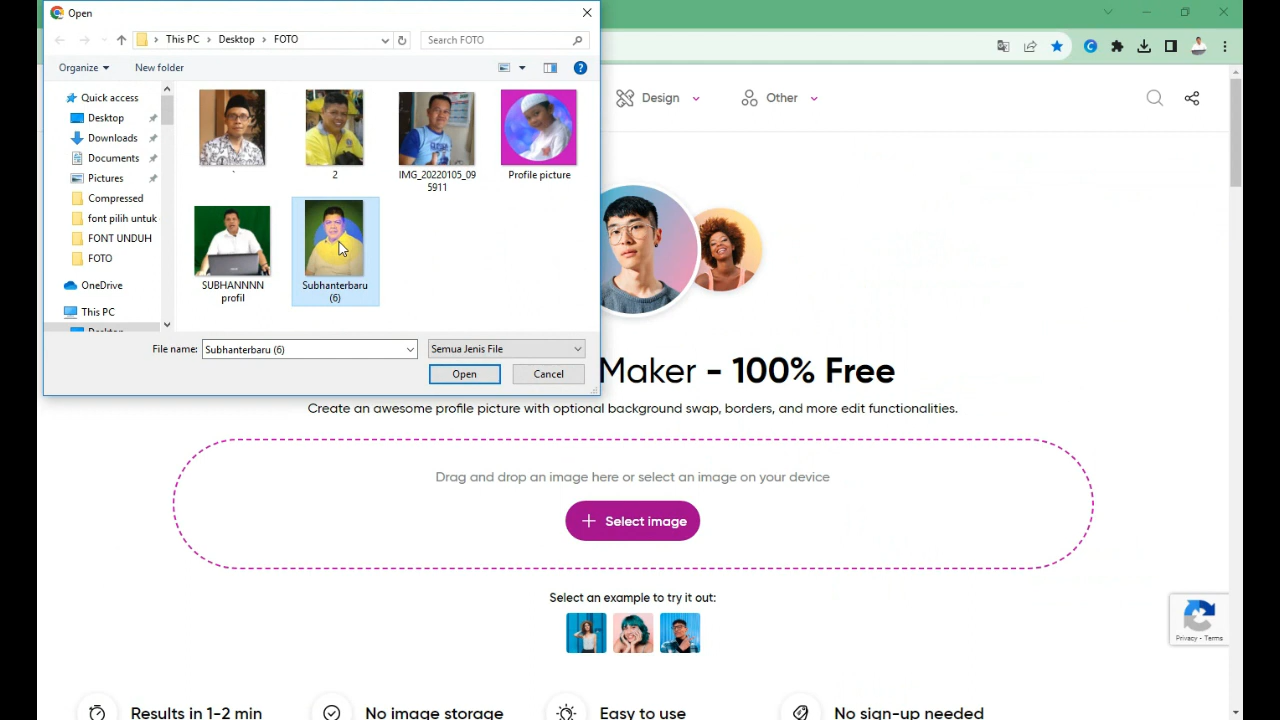 Open
This PC
Desktop
FOTO
Search FOTO
Organize
New folder
Quick access
Desktop
Downloads
Documents
Pictures
Compressed
font pilih untuk
FONT UNDUH
FOTO
OneDrive
This PC
`
2
IMG_20220105_09
5911
Profile picture
SUBHANNNN
profil
Subhanterbaru
(6)
File name:
Subhanterbaru (6)
Semua Jenis File
Open
Cancel
Design
Other
Maker - 100% Free
Create an awesome profile picture with optional background swap, borders, and more edit functionalities.
Drag and drop an image here or select an image on your device
+ Select image
Select an example to try it out:
Privacy - Terms
Results in 1-2 min
No image storage
Easy to use
No sign-up needed